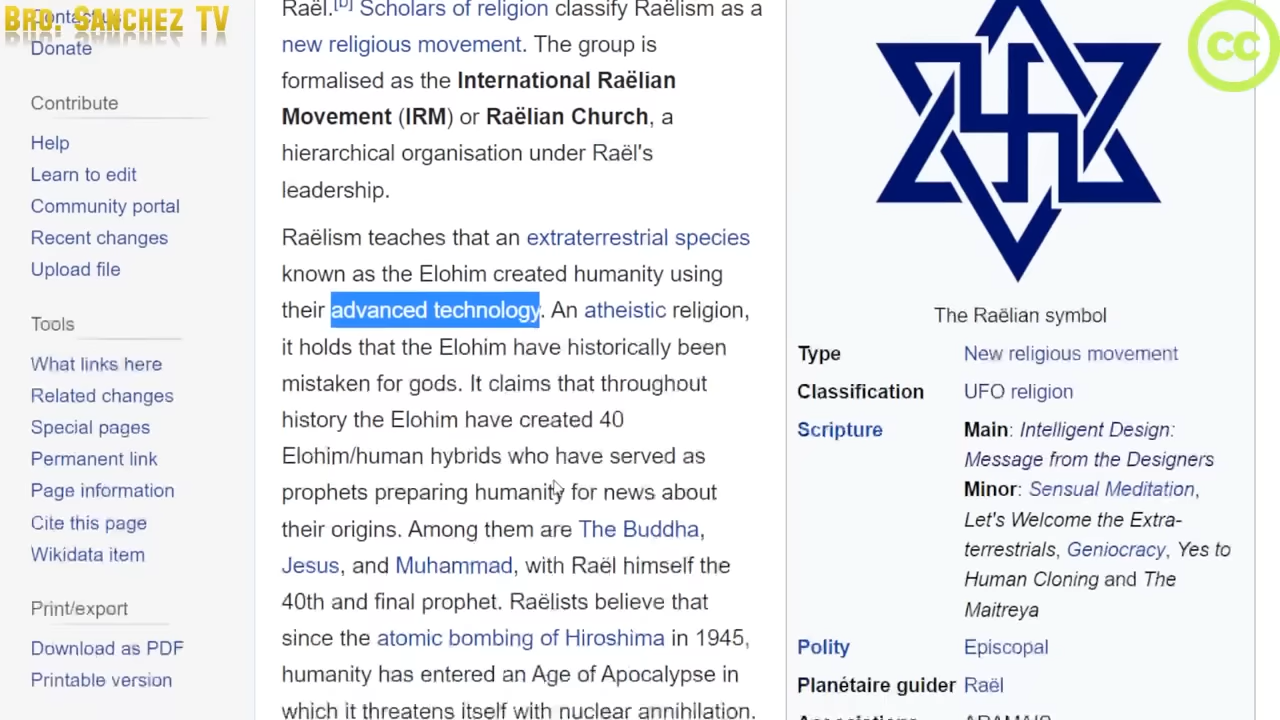 Bro. Sanchez TV
CC
Contact us
Donate
Contribute
Help
Learn to edit
Community portal
Recent changes
Upload file
Tools
What links here
Related changes
Special pages
Permanent link
Page information
Cite this page
Wikidata item
Print/export
Download as PDF
Printable version
Raël.[b] Scholars of religion classify Raëlism as a
new religious movement. The group is
formalised as the International Raëlian
Movement (IRM) or Raëlian Church, a
hierarchical organisation under Raël's
leadership.
Raëlism teaches that an extraterrestrial species
known as the Elohim created humanity using
their advanced technology. An atheistic religion,
it holds that the Elohim have historically been
mistaken for gods. It claims that throughout
history the Elohim have created 40
Elohim/human hybrids who have served as
prophets preparing humanity for news about
their origins. Among them are The Buddha,
Jesus, and Muhammad, with Raël himself the
40th and final prophet. Raëlists believe that
since the atomic bombing of Hiroshima in 1945,
humanity has entered an Age of Apocalypse in
which it threatens itself with nuclear annihilation.
The Raëlian symbol
Type New religious movement
Classification UFO religion
Scripture Main: Intelligent Design:
Message from the Designers
Minor: Sensual Meditation,
Let's Welcome the Extra-
terrestrials, Geniocracy, Yes to
Human Cloning and The
Maitreya
Polity Episcopal
Planétaire guider Raël